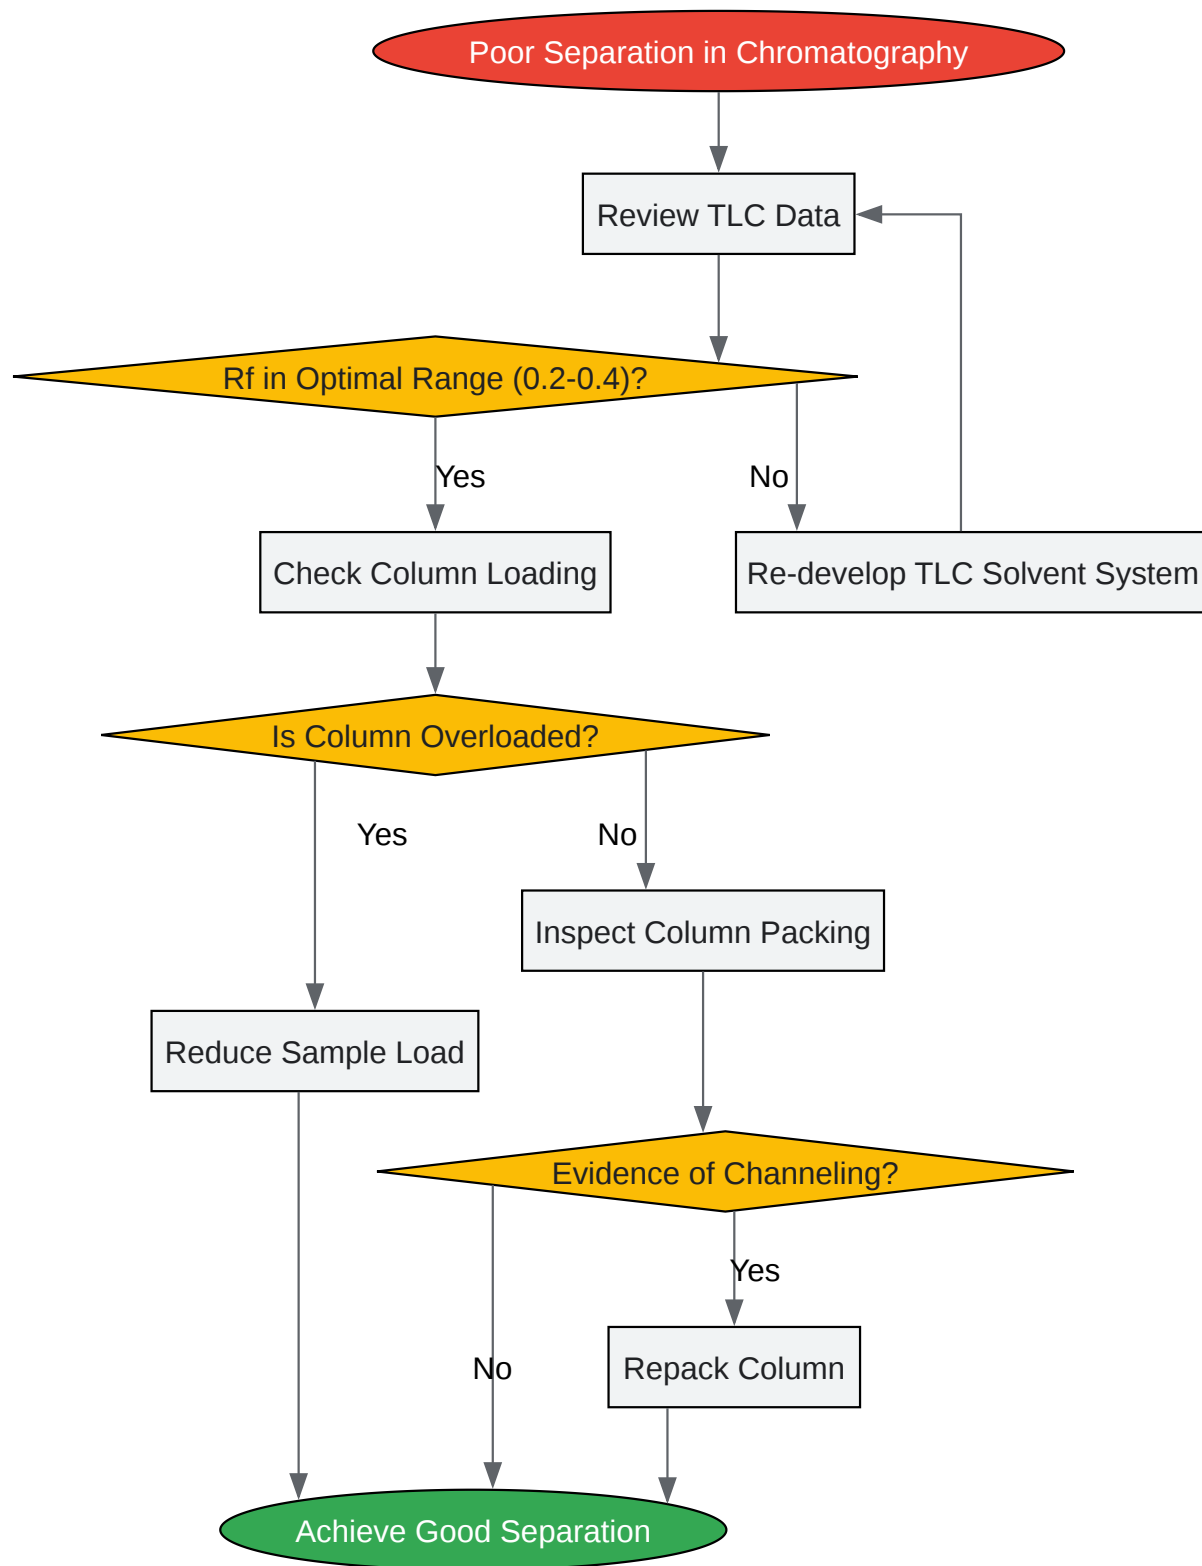 Poor Separation in Chromatography
Review TLC Data
Rf in Optimal Range (0.2-0.4)?
Yes
No
Check Column Loading
Re-develop TLC Solvent System
Is Column Overloaded?
Yes
No
Inspect Column Packing
Reduce Sample Load
Evidence of Channeling?
Yes
No
Repack Column
Achieve Good Separation